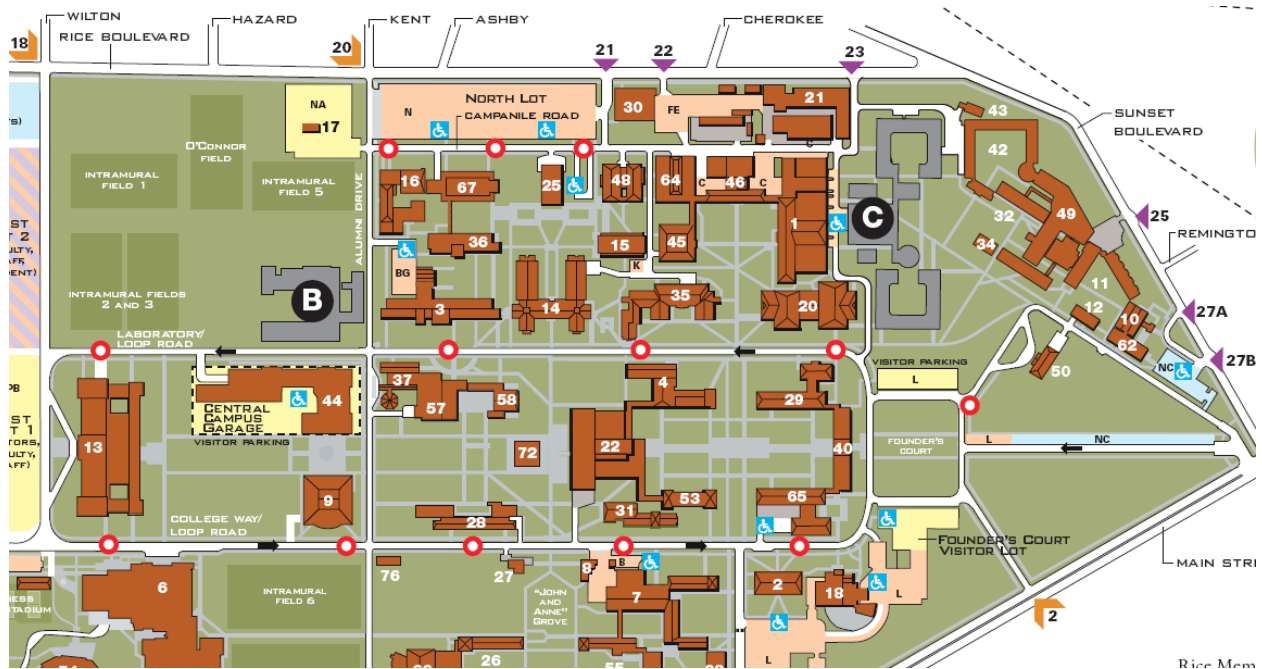 WILTON
HAZARD
KENT
ASHBY
CHEROKEE
18
RICE BOULEVARD
20
21
22
23
NA
17
N
NORTH LOT
CAMPANILE ROAD
30
FE
21
43
SUNSET
BOULEVARD
O'CONNOR
FIELD
C
42
INTRAMURAL
FIELD 1
INTRAMURAL
FIELD 5
ALUMNI DRIVE
16
67
25
48
64
C
46
C
1
C
32
49
25
REMINGTO
36
15
45
34
K
BG
INTRAMURAL FIELDS
2 AND 3
B
3
14
35
20
11
12
10
62
27A
LABORATORY/
LOOP ROAD
27B
VISITOR PARKING
L
50
NC
PB
37
57
58
4
29
44
CENTRAL
CAMPUS
GARAGE
VISITOR PARKING
13
72
22
40
FOUNDER'S
COURT
L
NC
9
53
65
31
28
COLLEGE WAY/
LOOP ROAD
FOUNDER'S COURT
VISITOR LOT
MAIN STRI
76
27
8
B
6
INTRAMURAL
FIELD 6
"JOHN
AND
ANNE"
GROVE
7
2
18
L
2
STADIUM
26
55
L
Rice Mem